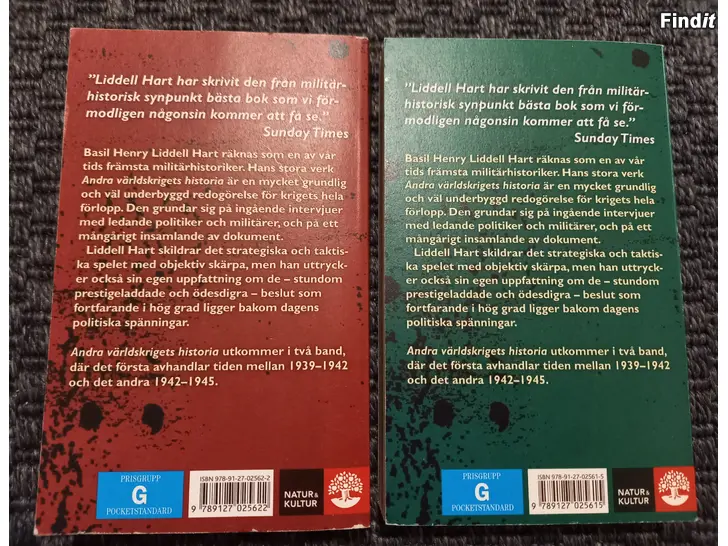 Findit
”Liddell Hart har skrivit den från militär-
historisk synpunkt bästa bok som vi för-
modligen någonsin kommer att få se.”
Sunday Times
Basil Henry Liddell Hart räknas som en av vår
tids främsta militärhistoriker. Hans stora verk
Andra världskrigets historia är en mycket grundlig
och väl underbyggd redogörelse för krigets hela
förlopp. Den grundar sig på ingående intervjuer
med ledande politiker och militärer, och på ett
mångårigt insamlande av dokument.
Liddell Hart skildrar det strategiska och taktis-
ka spelet med objektiv skärpa, men han uttryck-
er också sin egen uppfattning om de – stundom
prestigeladdade och ödesdigra – beslut som
fortfarande i hög grad ligger bakom dagens
politiska spänningar.
Andra världskrigets historia utkommer i två band,
där det första avhandlar tiden mellan 1939–1942
och det andra 1942–1945.
PRISGRUPP
G
POCKETSTANDARD
ISBN 978-91-27-02562-2
9 789127 025622
NATUR &
KULTUR
”Liddell Hart har skrivit den från militär-
historisk synpunkt bästa bok som vi för-
modligen någonsin kommer att få se.”
Sunday Times
Basil Henry Liddell Hart räknas som en av vår
tids främsta militärhistoriker. Hans stora verk
Andra världskrigets historia är en mycket grundlig
och väl underbyggd redogörelse för krigets hela
förlopp. Den grundar sig på ingående intervjuer
med ledande politiker och militärer, och på ett
mångårigt insamlande av dokument.
Liddell Hart skildrar det strategiska och taktis-
ka spelet med objektiv skärpa, men han uttryck-
er också sin egen uppfattning om de – stundom
prestigeladdade och ödesdigra – beslut som
fortfarande i hög grad ligger bakom dagens
politiska spänningar.
Andra världskrigets historia utkommer i två band,
där det första avhandlar tiden mellan 1939–1942
och det andra 1942–1945.
PRISGRUPP
G
POCKETSTANDARD
ISBN 978-91-27-02561-5
9 789127 025615
NATUR &
KULTUR